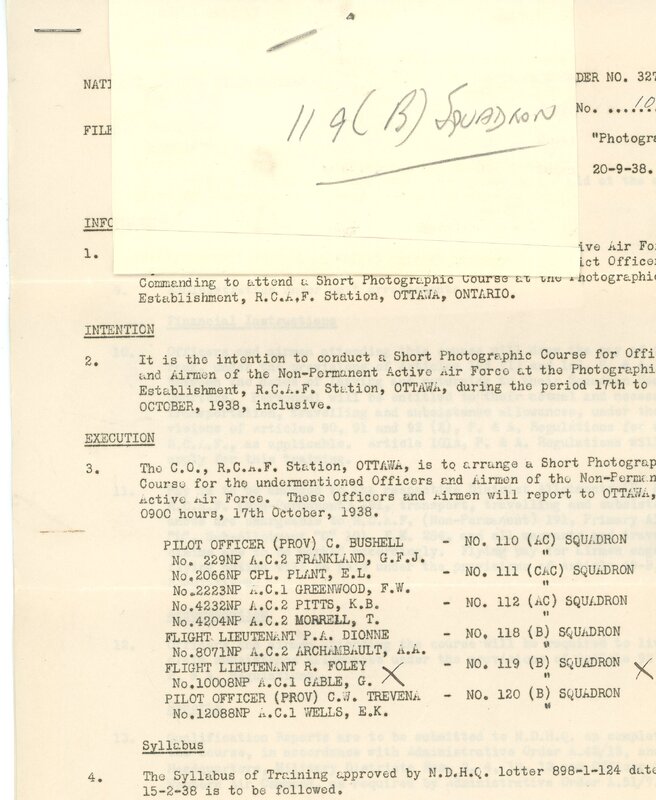 119 (B) SQUADRON
NATI
DER NO. 327
No. ......10
FILE
"Photogra
20-9-38.
INFO
1. ive Air Fo
ict Office
Commanding to attend a Short Photographic Course at the Photographi
Establishment, R.C.A.F. Station, OTTAWA, ONTARIO.
INTENTION
2. It is the intention to conduct a Short Photographic Course for Offi
and Airmen of the Non-Permanent Active Air Force at the Photographi
Establishment, R.C.A.F. Station, OTTAWA, during the period 17th to
OCTOBER, 1938, inclusive.
EXECUTION
3. The C.O., R.C.A.F. Station, OTTAWA, is to arrange a Short Photograp
Course for the undermentioned Officers and Airmen of the Non-Perman
Active Air Force. These Officers and Airmen will report to OTTAWA,
0900 hours, 17th October, 1938.
PILOT OFFICER (PROV) C. BUSHELL - NO. 110 (AC) SQUADRON
No. 229NP A.C.2 FRANKLAND, G.F.J. "
No.2066NP CPL. PLANT, E.L. - NO. 111 (CAC) SQUADRON
No.2223NP A.C.1 GREENWOOD, F.W. "
No.4232NP A.C.2 PITTS, K.B. - NO. 112 (AC) SQUADRON
No.4204NP A.C.2 MORRELL, T. "
FLIGHT LIEUTENANT P.A. DIONNE - NO. 118 (B) SQUADRON
No.8071NP A.C.2 ARCHAMBAULT, A.A. "
FLIGHT LIEUTENANT R. FOLEY - NO. 119 (B) SQUADRON
No.10008NP A.C.1 GABLE, G. "
PILOT OFFICER (PROV) C.W. TREVENA - NO. 120 (B) SQUADRON
No.12088NP A.C.1 WELLS, E.K. "
Syllabus
4. The Syllabus of Training approved by N.D.H.Q. lotter 898-1-124 date
15-2-38 is to be followed.